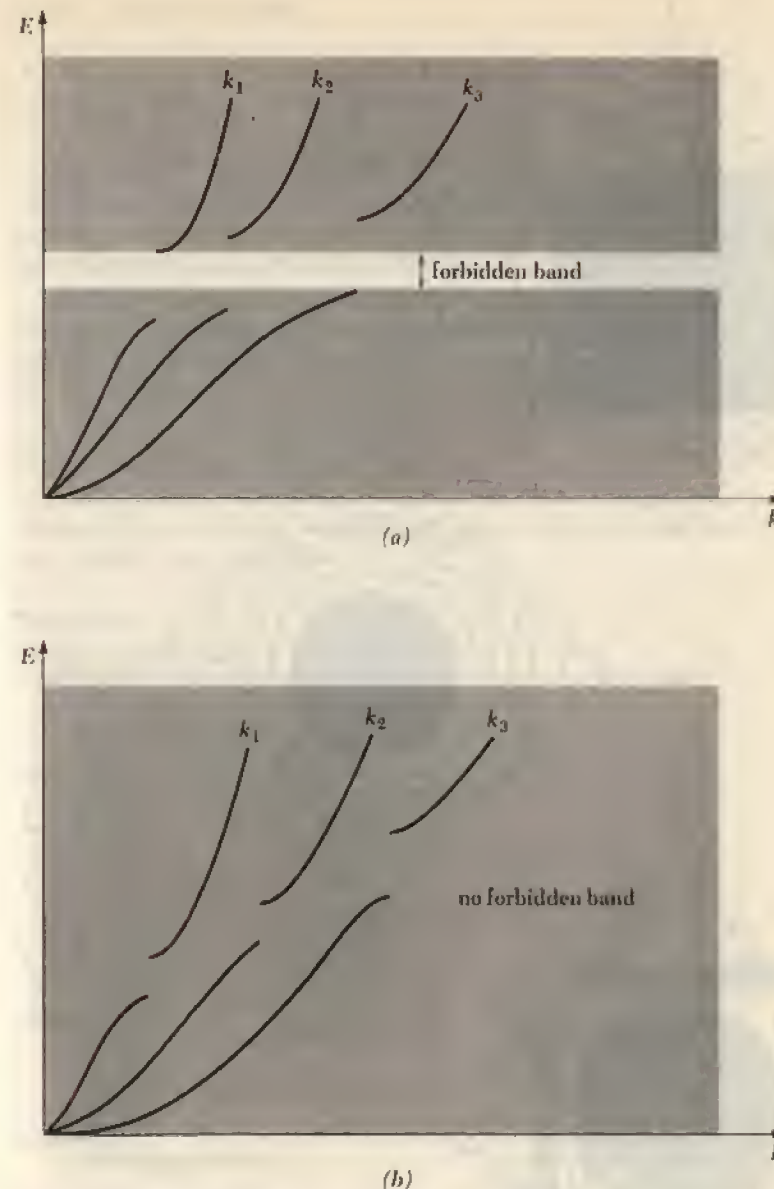 E
k₁
k₂
k₃
forbidden band
k
(a)
E
k₁
k₂
k₃
no forbidden band
(b)